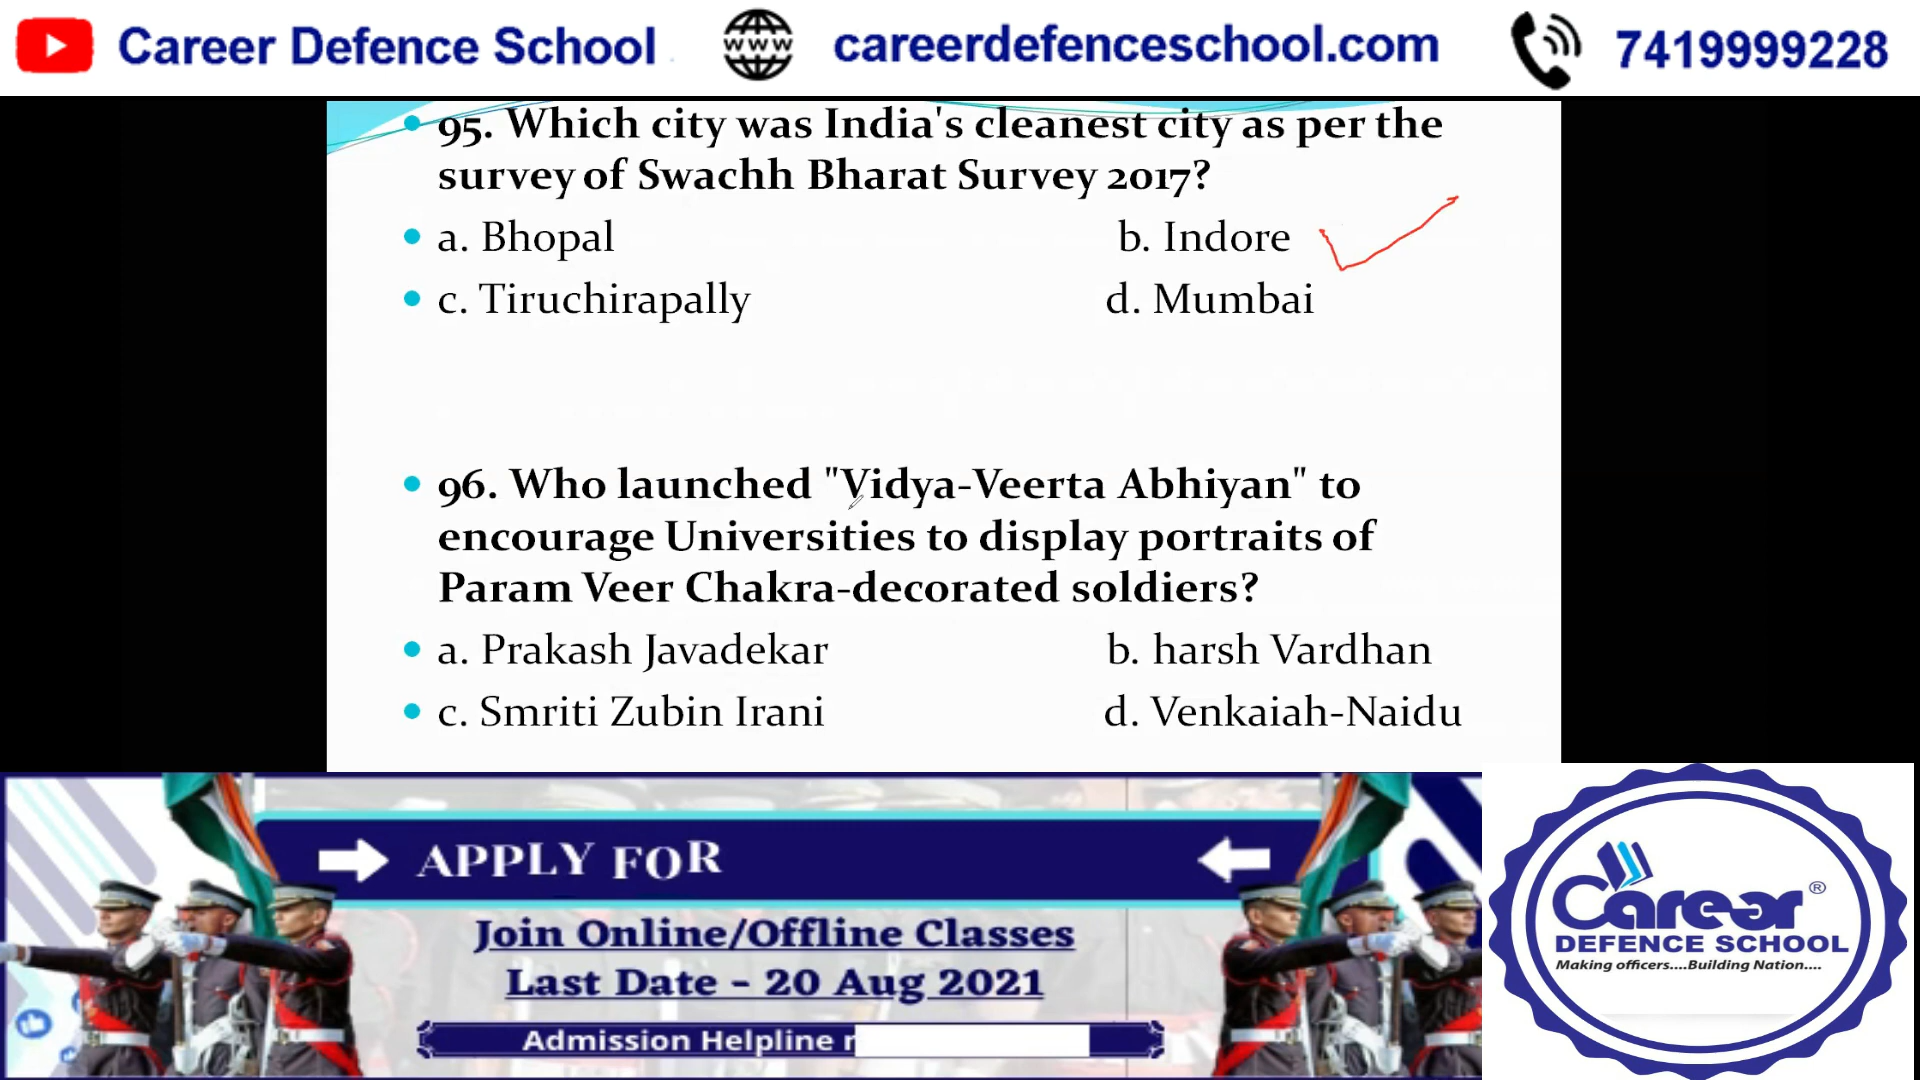 Career Defence School
www
careerdefenceschool.com
7419999228
95. Which city was India's cleanest city as per the
survey of Swachh Bharat Survey 2017?
a. Bhopal b. Indore
c. Tiruchirapally d. Mumbai
96. Who launched "Vidya-Veerta Abhiyan" to
encourage Universities to display portraits of
Param Veer Chakra-decorated soldiers?
a. Prakash Javadekar b. harsh Vardhan
c. Smriti Zubin Irani d. Venkaiah-Naidu
APPLY FOR
Join Online/Offline Classes
Last Date - 20 Aug 2021
Admission Helpline
Career ®
DEFENCE SCHOOL
Making officers....Building Nation....